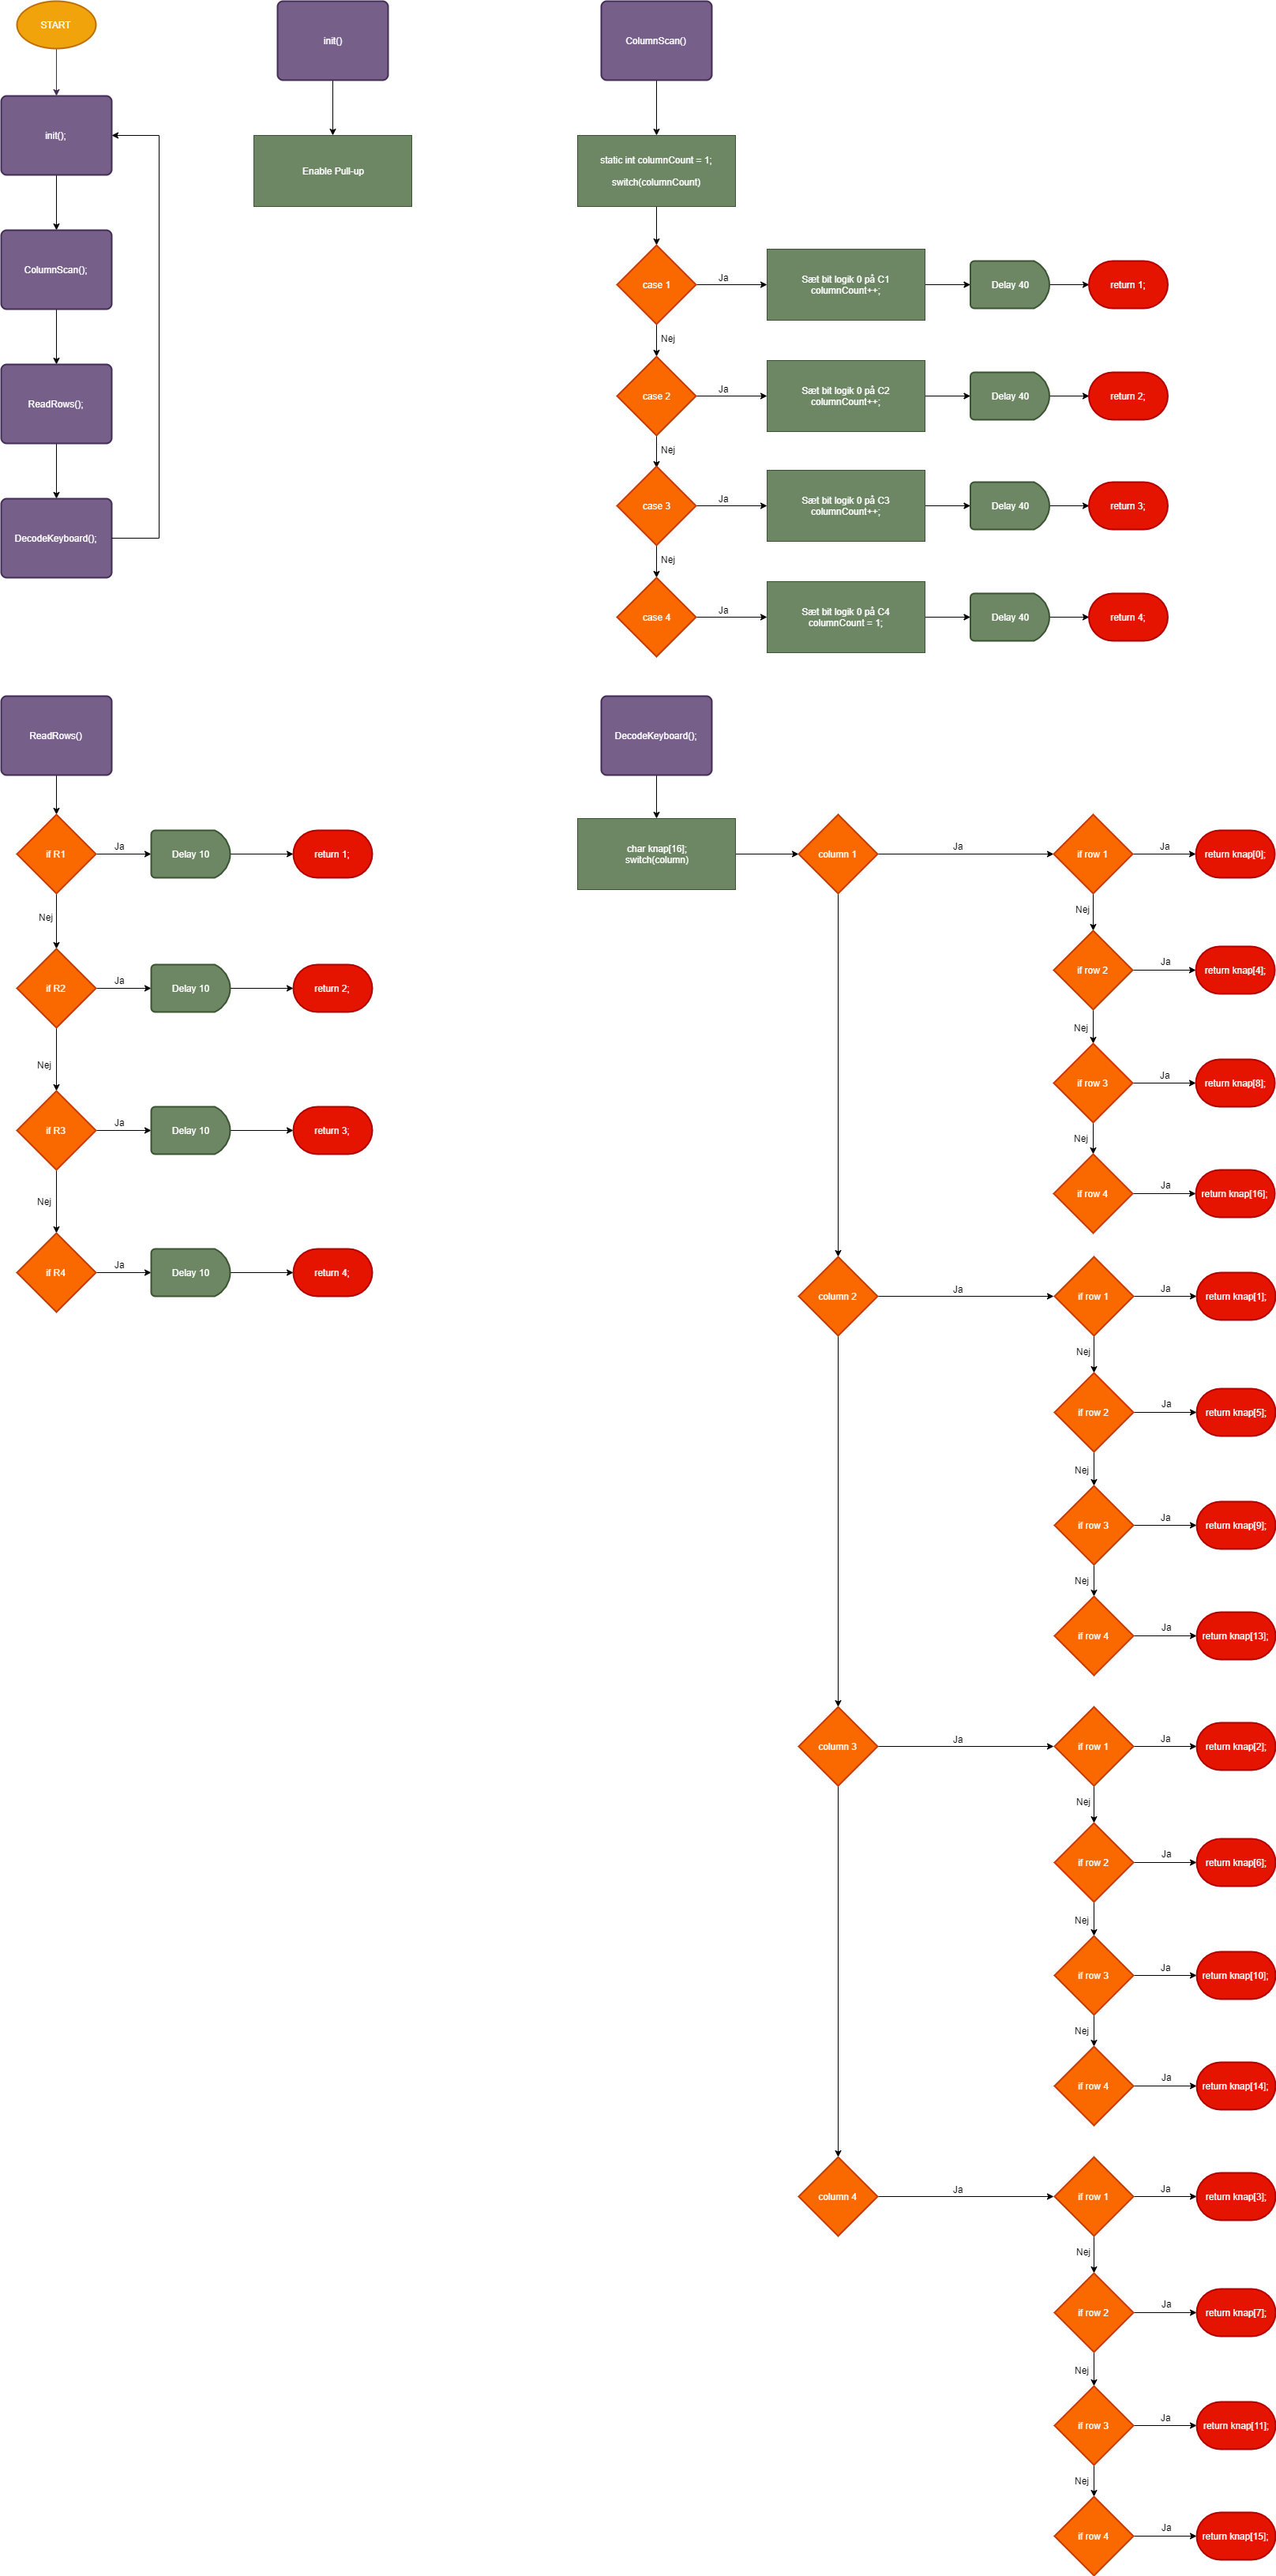 START
init();
ColumnScan();
ReadRows();
DecodeKeyboard();
init()
Enable Pull-up
ColumnScan()
static int columnCount = 1;
switch(columnCount)
case 1
Ja
Sæt bit logik 0 på C1
columnCount++;
Delay 40
return 1;
Nej
case 2
Ja
Sæt bit logik 0 på C2
columnCount++;
Delay 40
return 2;
Nej
case 3
Ja
Sæt bit logik 0 på C3
columnCount++;
Delay 40
return 3;
Nej
case 4
Ja
Sæt bit logik 0 på C4
columnCount = 1;
Delay 40
return 4;
ReadRows()
if R1
Ja
Delay 10
return 1;
Nej
if R2
Ja
Delay 10
return 2;
Nej
if R3
Ja
Delay 10
return 3;
Nej
if R4
Ja
Delay 10
return 4;
DecodeKeyboard();
char knap[16];
switch(column)
column 1
Ja
if row 1
Ja
return knap[0];
Nej
if row 2
Ja
return knap[4];
Nej
if row 3
Ja
return knap[8];
Nej
if row 4
Ja
return knap[16];
column 2
Ja
if row 1
Ja
return knap[1];
Nej
if row 2
Ja
return knap[5];
Nej
if row 3
Ja
return knap[9];
Nej
if row 4
Ja
return knap[13];
column 3
Ja
if row 1
Ja
return knap[2];
Nej
if row 2
Ja
return knap[6];
Nej
if row 3
Ja
return knap[10];
Nej
if row 4
Ja
return knap[14];
column 4
Ja
if row 1
Ja
return knap[3];
Nej
if row 2
Ja
return knap[7];
Nej
if row 3
Ja
return knap[11];
Nej
if row 4
Ja
return knap[15];